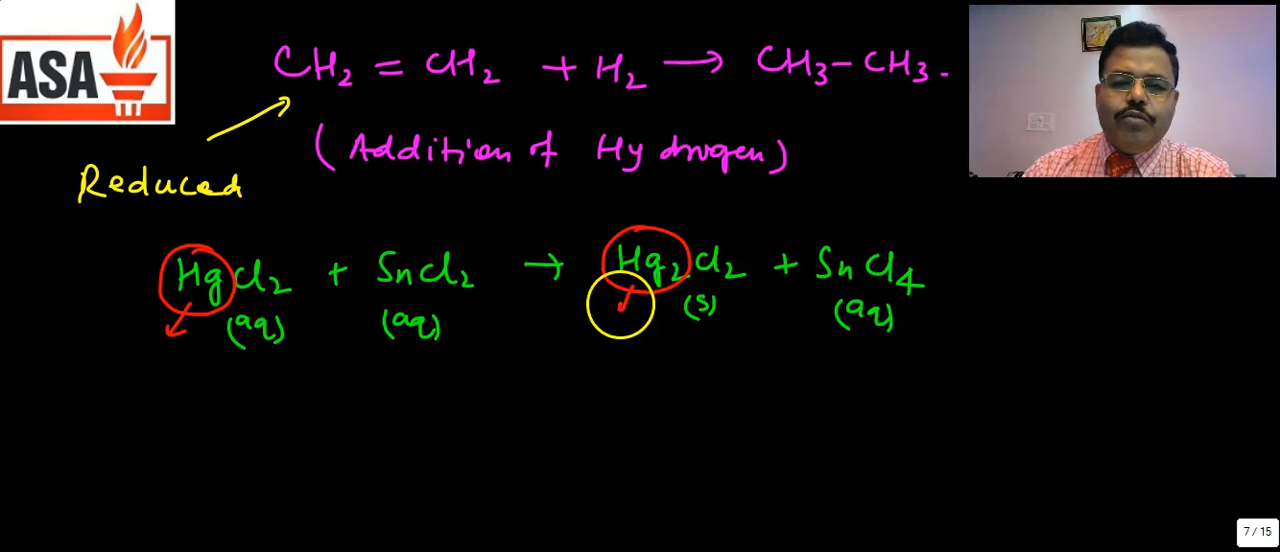 ASA
CH₂ = CH₂ + H₂ → CH₃-CH₃.
(Addition of Hydrogen)
Reduced
HgCl₂ + SnCl₂ → Hg₂Cl₂ + SnCl₄
(aq) (aq) (s) (aq)
7 / 15